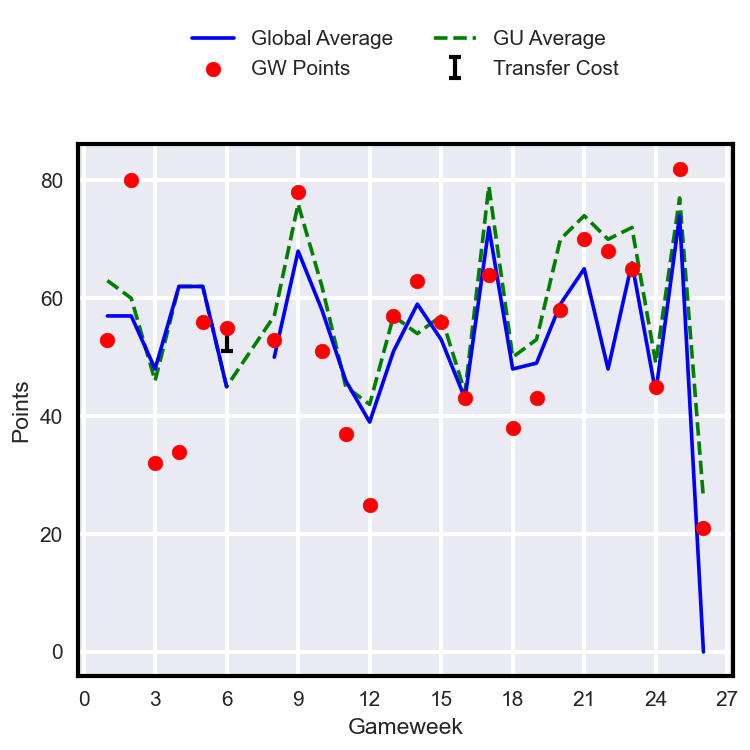 Global Average
GU Average
GW Points
Transfer Cost
80
60
40
20
0
Points
0 3 6 9 12 15 18 21 24 27
Gameweek